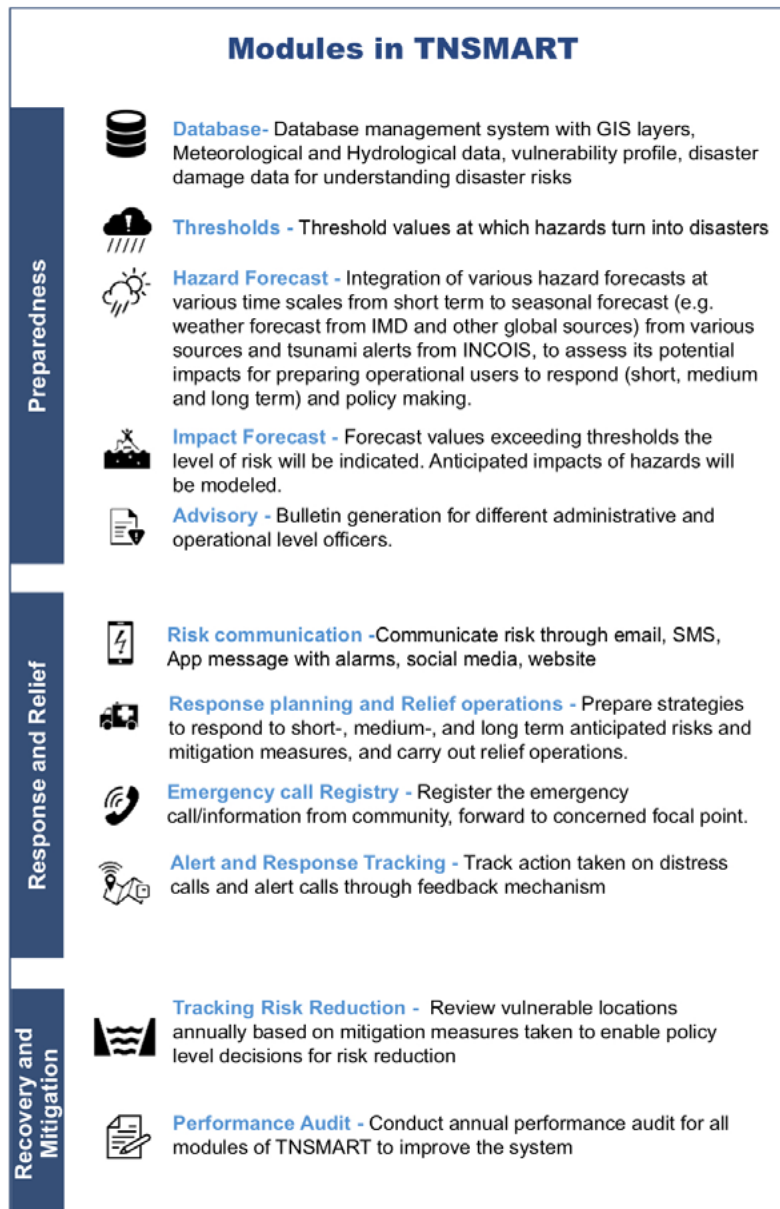 Modules in TNSMART
Preparedness
Database- Database management system with GIS layers,
Meteorological and Hydrological data, vulnerability profile, disaster
damage data for understanding disaster risks
Thresholds - Threshold values at which hazards turn into disasters
Hazard Forecast - Integration of various hazard forecasts at
various time scales from short term to seasonal forecast (e.g.
weather forecast from IMD and other global sources) from various
sources and tsunami alerts from INCOIS, to assess its potential
impacts for preparing operational users to respond (short, medium
and long term) and policy making.
Impact Forecast - Forecast values exceeding thresholds the
level of risk will be indicated. Anticipated impacts of hazards will
be modeled.
Advisory - Bulletin generation for different administrative and
operational level officers.
Response and Relief
Risk communication -Communicate risk through email, SMS,
App message with alarms, social media, website
Response planning and Relief operations - Prepare strategies
to respond to short-, medium-, and long term anticipated risks and
mitigation measures, and carry out relief operations.
Emergency call Registry - Register the emergency
call/information from community, forward to concerned focal point.
Alert and Response Tracking - Track action taken on distress
calls and alert calls through feedback mechanism
Recovery and
Mitigation
Tracking Risk Reduction - Review vulnerable locations
annually based on mitigation measures taken to enable policy
level decisions for risk reduction
Performance Audit - Conduct annual performance audit for all
modules of TNSMART to improve the system